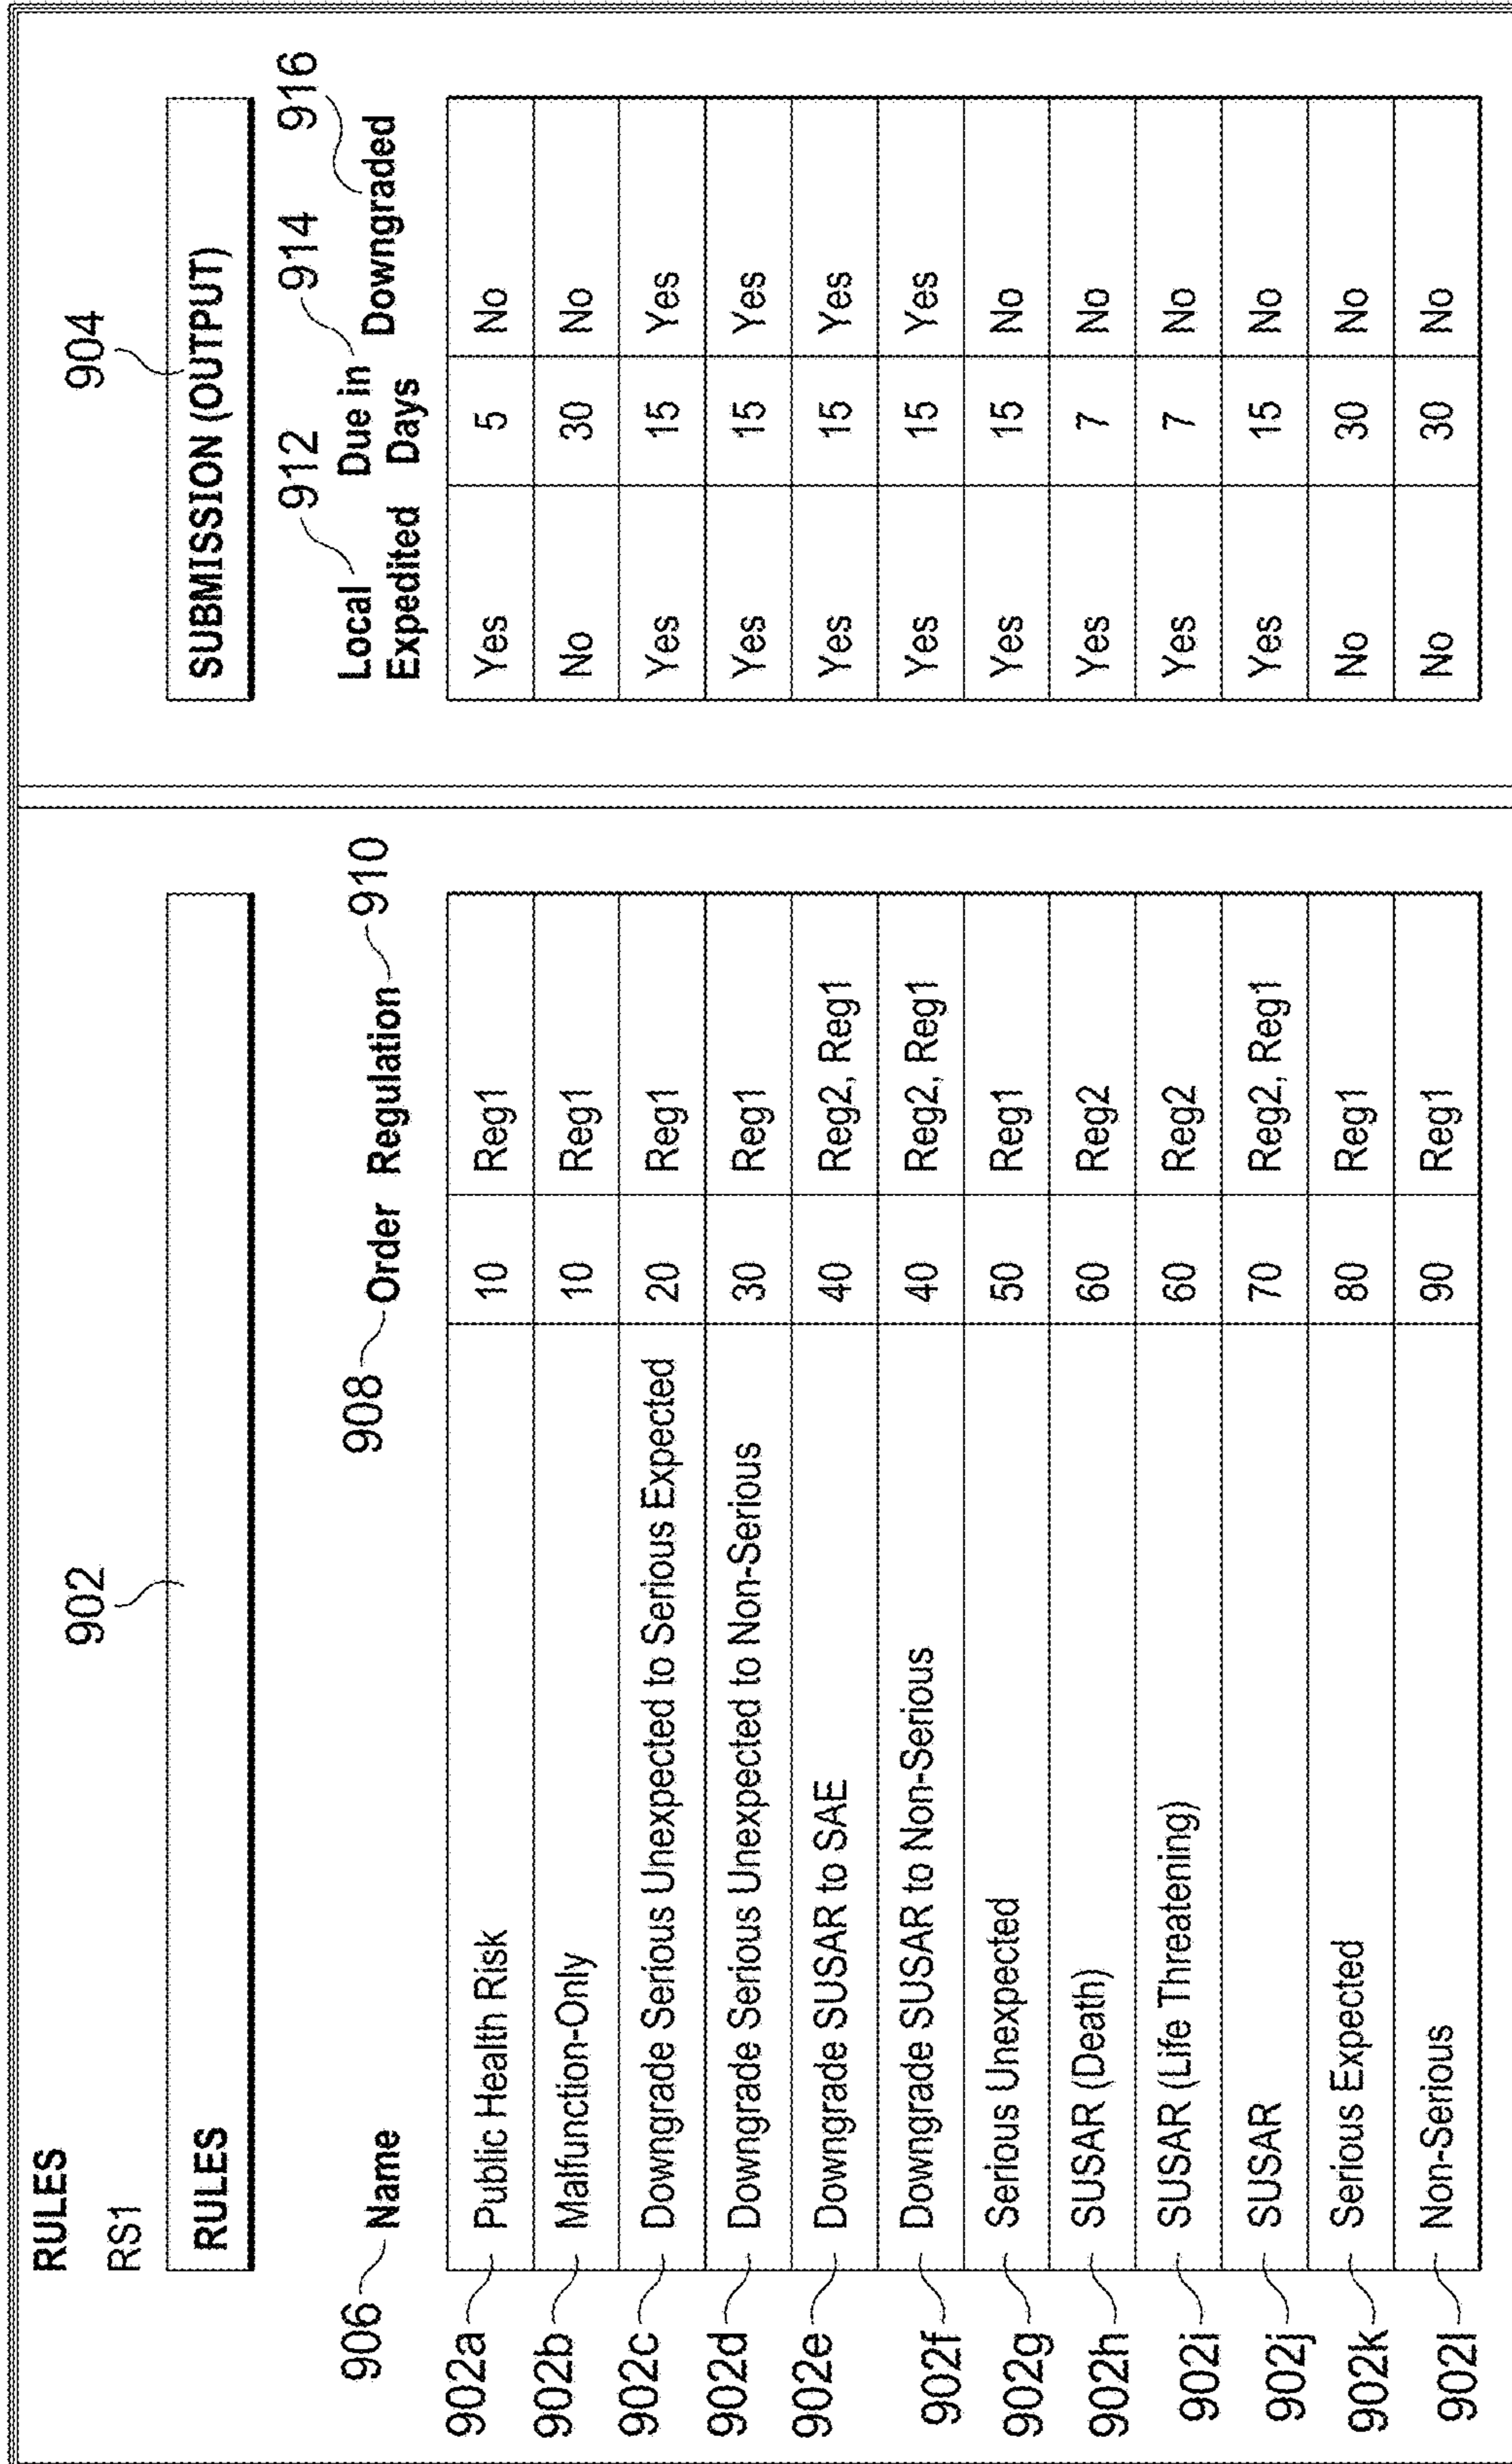 RULES
RS1
902
904
RULES
SUBMISSION (OUTPUT)
906 Name 908 Order Regulation 910 Local Expedited 912 Due in Days 914 Downgraded 916
902a Public Health Risk 10 Reg1 Yes 5 No
902b Malfunction-Only 10 Reg1 No 30 No
902c Downgrade Serious Unexpected to Serious Expected 20 Reg1 Yes 15 Yes
902d Downgrade Serious Unexpected to Non-Serious 30 Reg1 Yes 15 Yes
902e Downgrade SUSAR to SAE 40 Reg2, Reg1 Yes 15 Yes
902f Downgrade SUSAR to Non-Serious 40 Reg2, Reg1 Yes 15 Yes
902g Serious Unexpected 50 Reg1 Yes 15 No
902h SUSAR (Death) 60 Reg2 Yes 7 No
902i SUSAR (Life Threatening) 60 Reg2 Yes 7 No
902j SUSAR 70 Reg2, Reg1 Yes 15 No
902k Serious Expected 80 Reg1 No 30 No
902l Non-Serious 90 Reg1 No 30 No